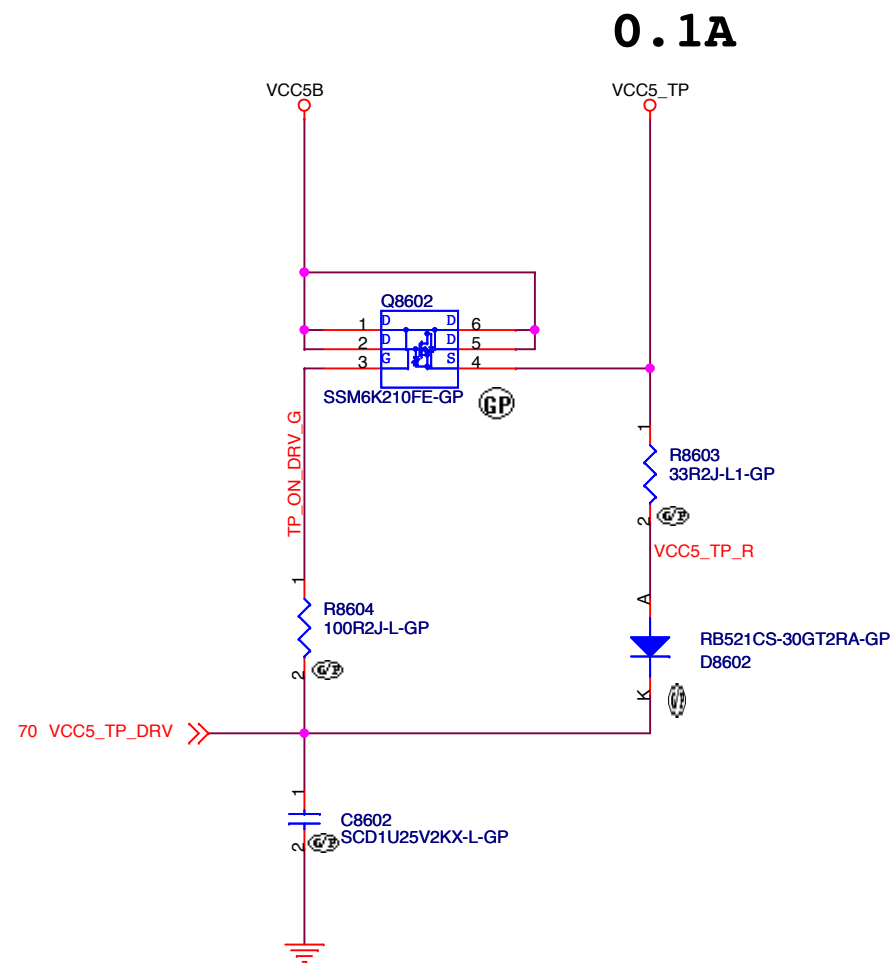 0.1A
VCC5B
VCC5_TP
Q8602
1 D D 6
2 D D 5
3 G S 4
SSM6K210FE-GP
GP
TP_ON_DRV_G
1
R8603
33R2J-L1-GP
2
G/P
VCC5_TP_R
1
R8604
100R2J-L-GP
2
G/P
A
RB521CS-30GT2RA-GP
D8602
K
G/P
70 VCC5_TP_DRV
1
C8602
SCD1U25V2KX-L-GP
2
G/P